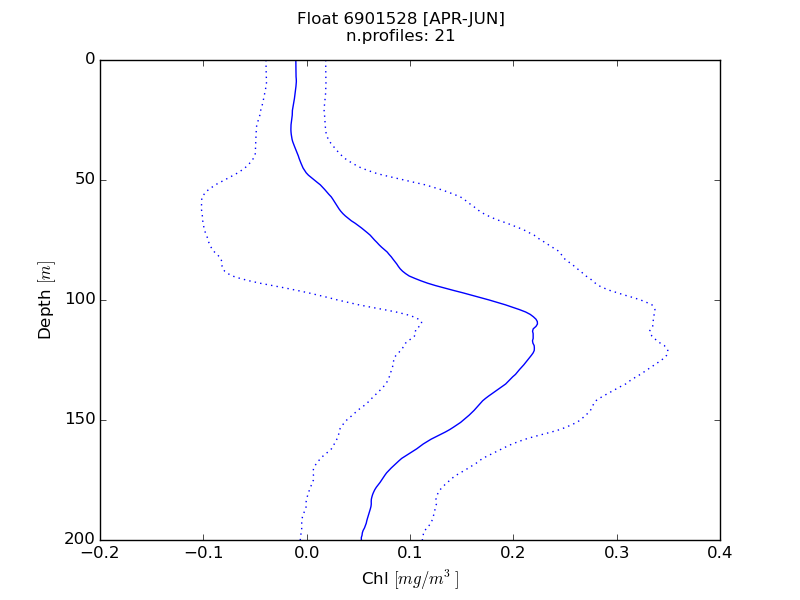 Float 6901528 [APR-JUN]
n.profiles: 21
0
50
100
150
200
Depth [m]
−0.2 −0.1 0.0 0.1 0.2 0.3 0.4
Chl [mg/m³ ]